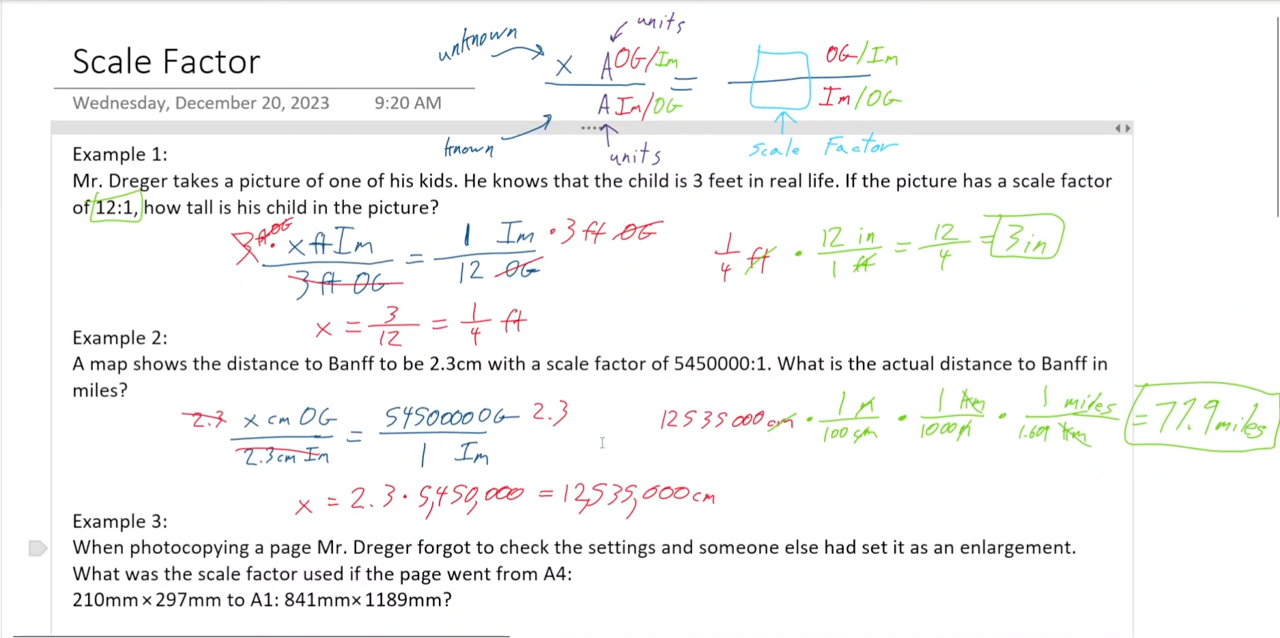 units
unknown
Scale Factor
x A OG/Im = OG/Im
A Im/OG Im/OG
Wednesday, December 20, 2023 9:20 AM
known
units
Scale Factor
Example 1:
Mr. Dreger takes a picture of one of his kids. He knows that the child is 3 feet in real life. If the picture has a scale factor
of 12:1, how tall is his child in the picture?
3ft OG · x ft Im / 3 ft OG = 1 Im / 12 OG · 3 ft OG
1/4 ft · 12 in / 1 ft = 12/4 = 3 in
x = 3/12 = 1/4 ft
Example 2:
A map shows the distance to Banff to be 2.3cm with a scale factor of 5450000:1. What is the actual distance to Banff in
miles?
2.3 x cm OG / 2.3 cm Im = 5450000 OG / 1 Im 2.3
12535000 cm · 1 m / 100 cm · 1 km / 1000 m · 1 miles / 1.609 km = 77.9 miles
x = 2.3 · 5,450,000 = 12,535,000 cm
Example 3:
When photocopying a page Mr. Dreger forgot to check the settings and someone else had set it as an enlargement.
What was the scale factor used if the page went from A4:
210mm × 297mm to A1: 841mm× 1189mm?